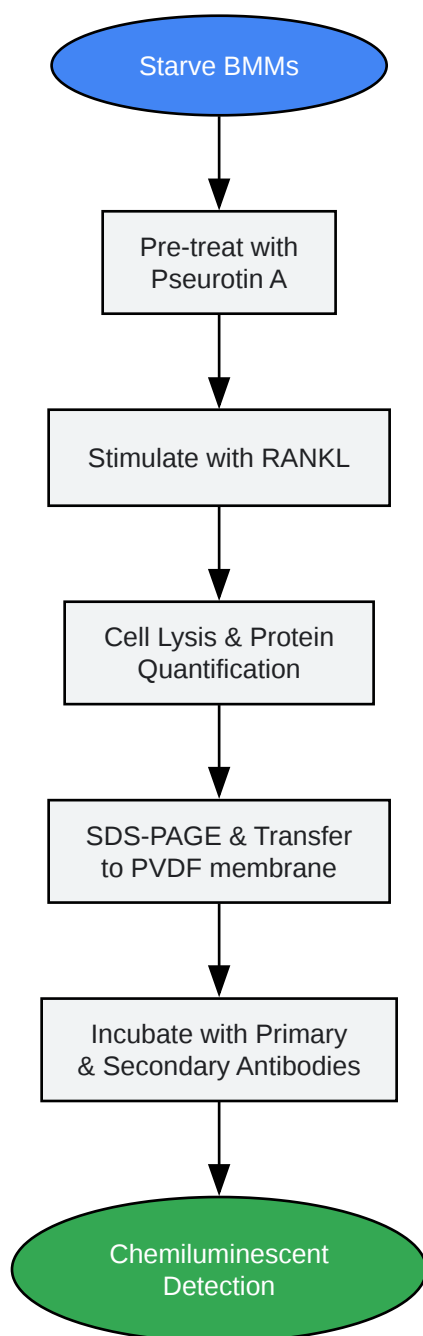 Starve BMMs
Pre-treat with
Pseurotin A
Stimulate with RANKL
Cell Lysis & Protein
Quantification
SDS-PAGE & Transfer
to PVDF membrane
Incubate with Primary
& Secondary Antibodies
Chemiluminescent
Detection